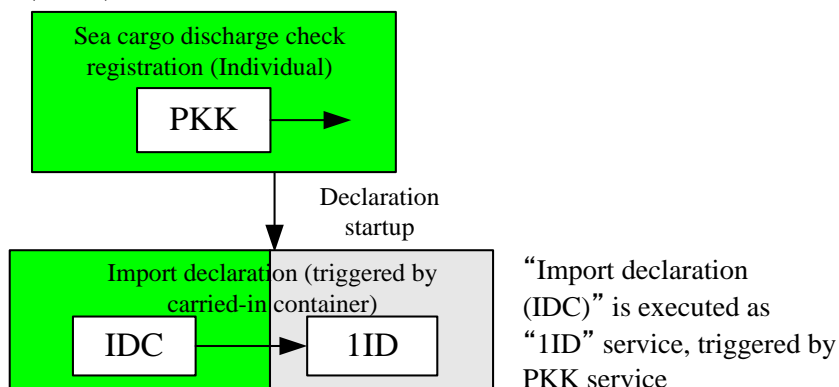 Sea cargo discharge check
registration (Individual)
PKK
Declaration
startup
Import declaration (triggered by
carried-in container)
IDC
1ID
“Import declaration
(IDC)” is executed as
“1ID” service, triggered by
PKK service